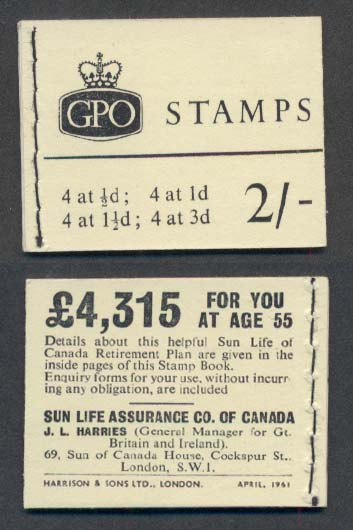 GPO STAMPS
4 at ½d; 4 at 1d
4 at 1½d; 4 at 3d 2/-
£4,315 FOR YOU
AT AGE 55
Details about this helpful Sun Life of
Canada Retirement Plan are given in the
inside pages of this Stamp Book.
Enquiry forms for your use, without incurr-
ing any obligation, are included
SUN LIFE ASSURANCE CO. OF CANADA
J. L. HARRIES (General Manager for Gt.
Britain and Ireland).
69, Sun of Canada House, Cockspur St.,
London, S.W.1.
HARRISON & SONS LTD., LONDON. APRIL, 1961